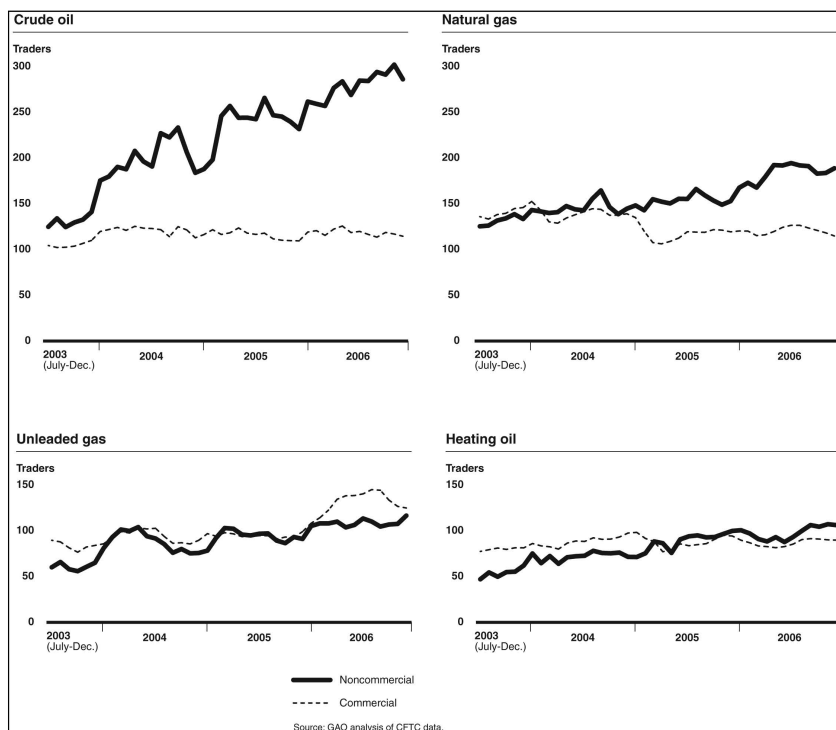 Crude oil
Traders
300
250
200
150
100
50
0
2003
(July-Dec.)
2004
2005
2006
Natural gas
Traders
300
250
200
150
100
50
0
2003
(July-Dec.)
2004
2005
2006
Unleaded gas
Traders
150
100
50
0
2003
(July-Dec.)
2004
2005
2006
Heating oil
Traders
150
100
50
0
2003
(July-Dec.)
2004
2005
2006
Noncommercial
Commercial
Source: GAO analysis of CFTC data.